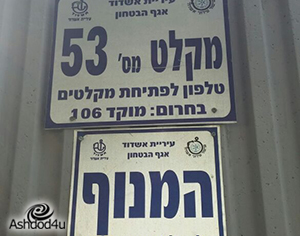 עיריית אשדוד
אגף הבטחון
מקלט מס' 53
טלפון לפתיחת מקלטים
בחרום: מוקד 106
עיריית אשדוד
אגף הבטחון
המנוף
Ashdod4u